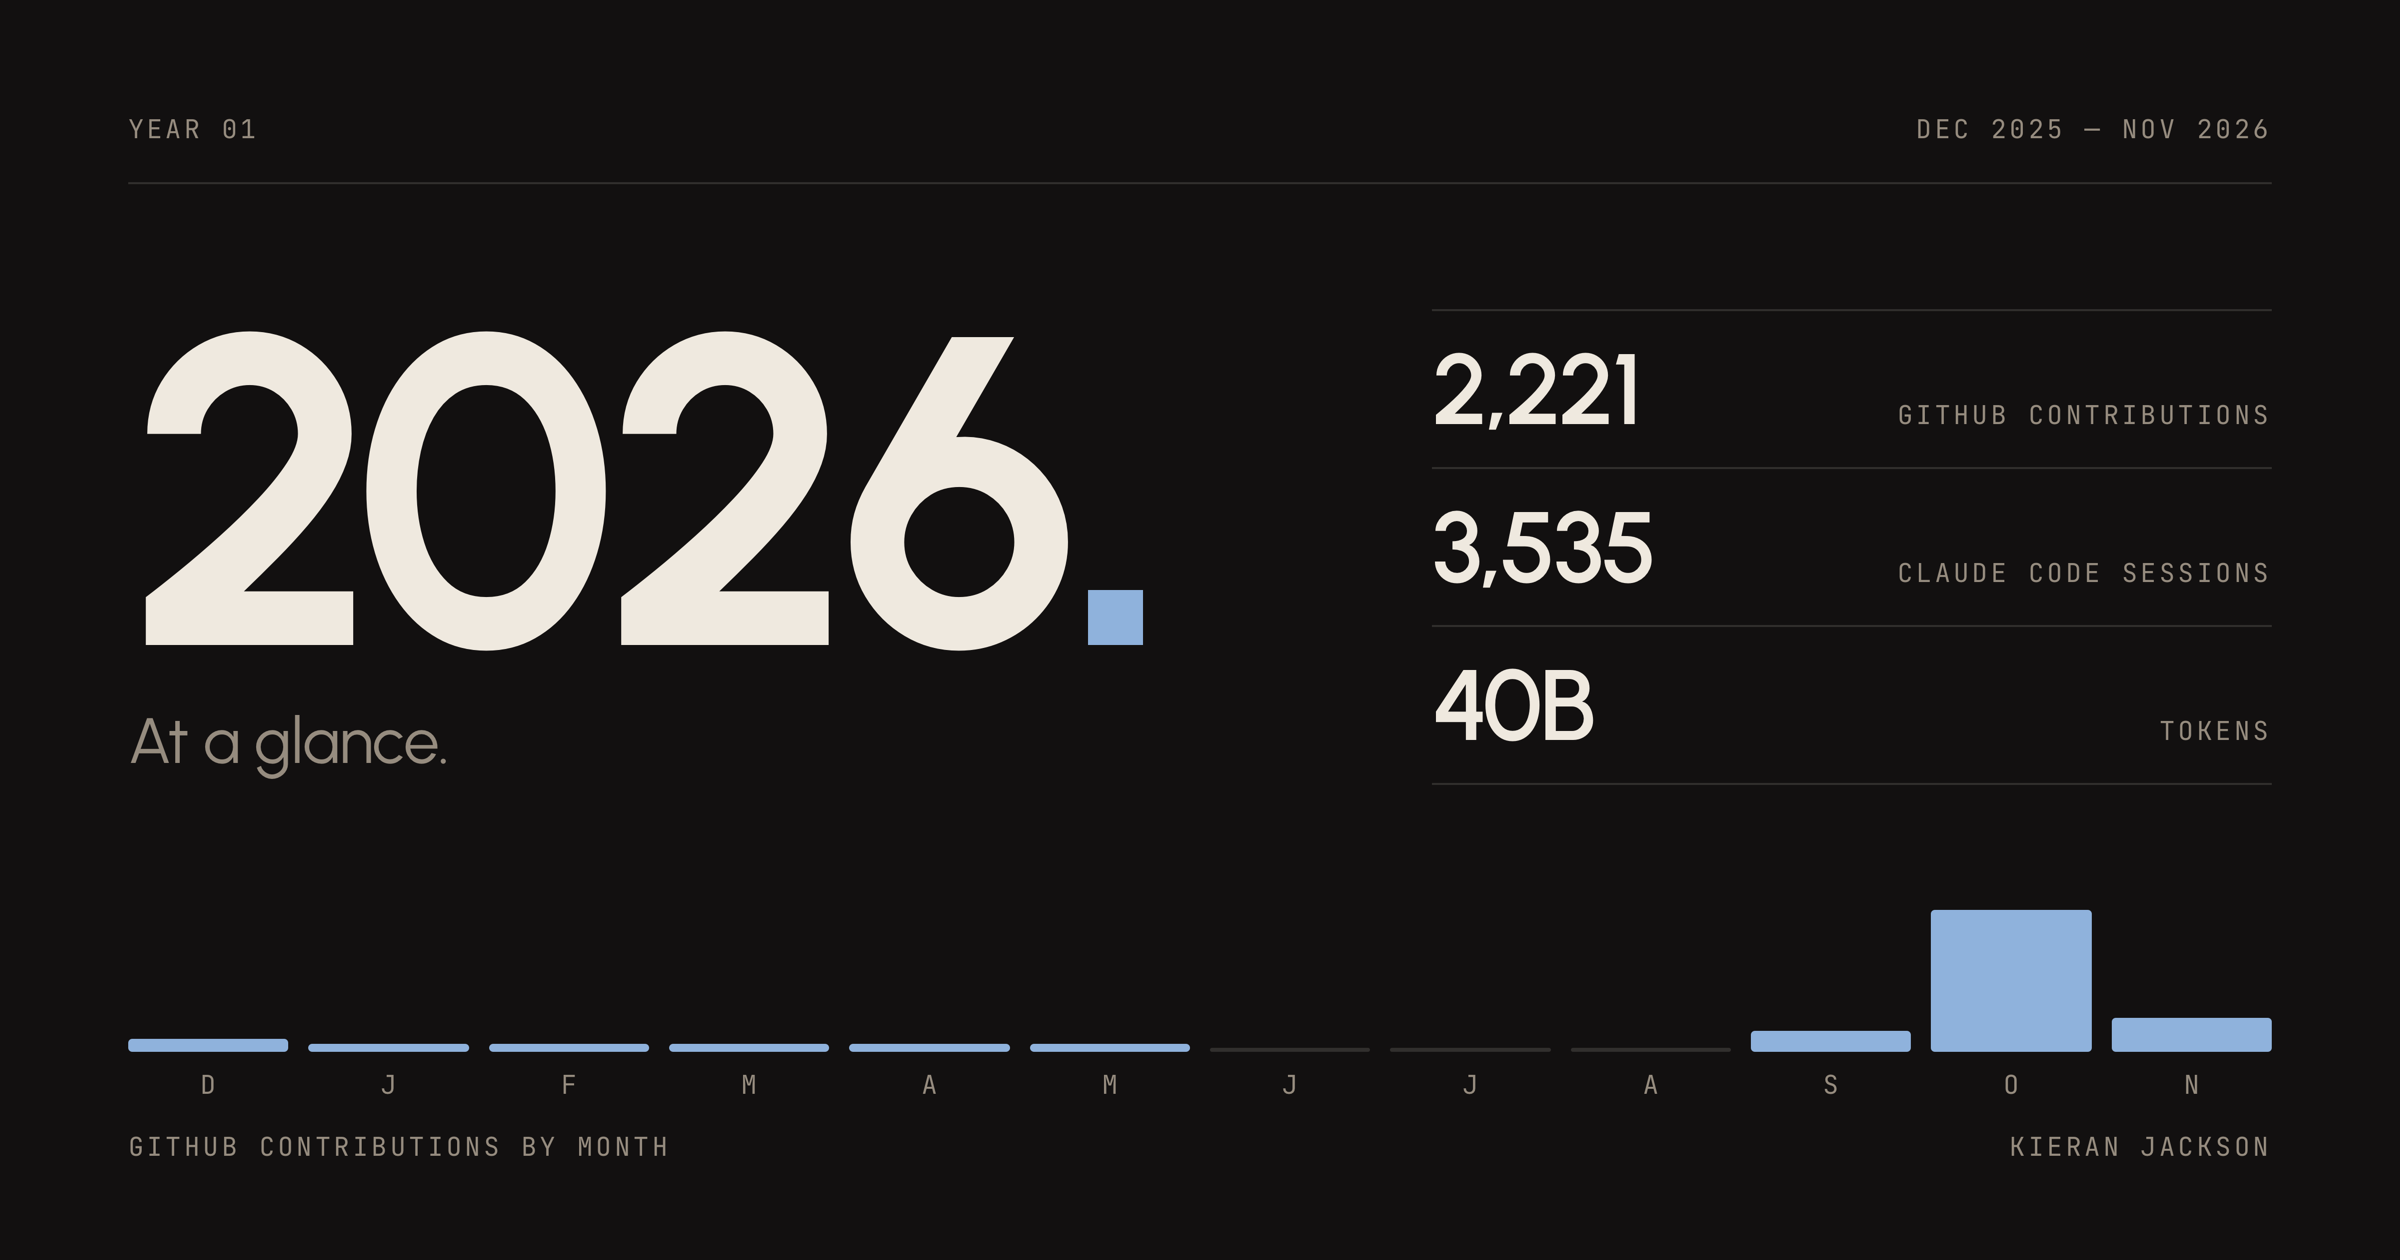 YEAR 01
DEC 2025 — NOV 2026
2026.
At a glance.
2,221
GITHUB CONTRIBUTIONS
3,535
CLAUDE CODE SESSIONS
40B
TOKENS
D J F M A M J J A S O N
GITHUB CONTRIBUTIONS BY MONTH
KIERAN JACKSON